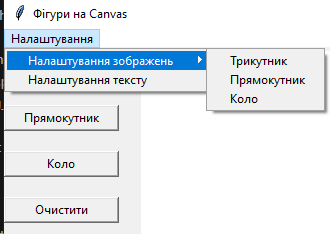 Фігури на Canvas
Налаштування
Налаштування зображень
Налаштування тексту
Трикутник
Прямокутник
Коло
Прямокутник
Коло
Очистити